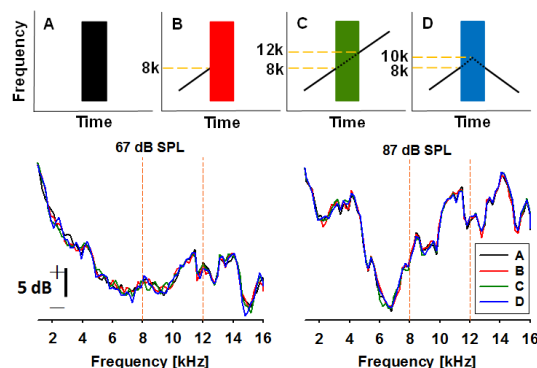 A B C D
Frequency
8k
12k
8k
10k
8k
Time Time Time Time
67 dB SPL 87 dB SPL
+
5 dB
—
A
B
C
D
2 4 6 8 10 12 14 16 2 4 6 8 10 12 14 16
Frequency [kHz] Frequency [kHz]